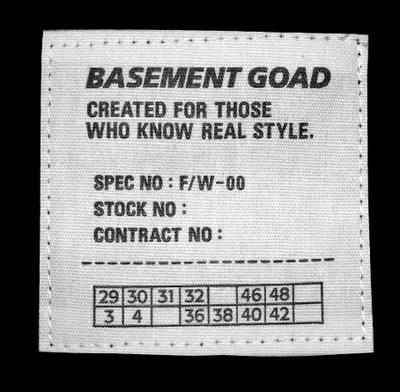 BASEMENT GOAD
CREATED FOR THOSE
WHO KNOW REAL STYLE.
SPEC NO : F/W-00
STOCK NO :
CONTRACT NO :
29 30 31 32 46 48
3 4 36 38 40 42